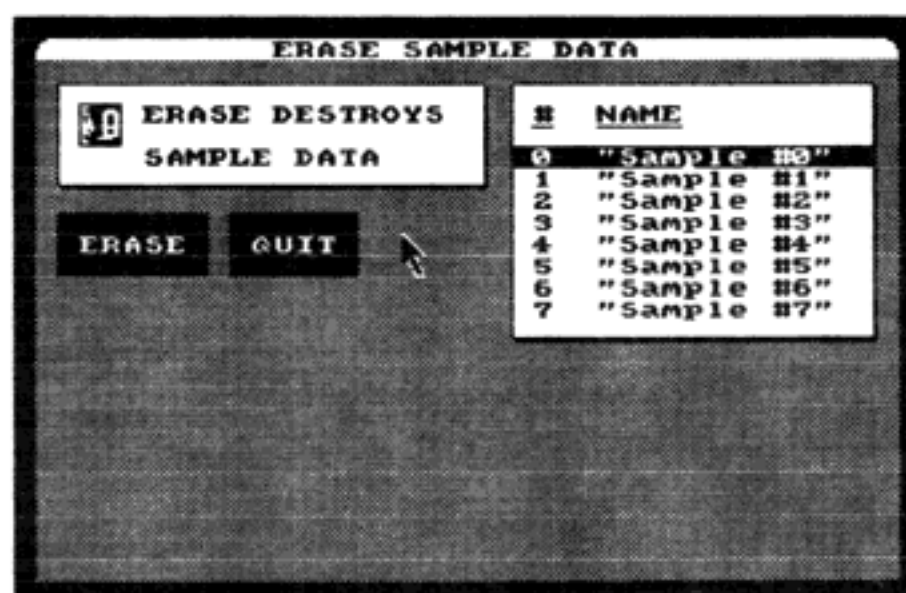 ERASE SAMPLE DATA
ERASE DESTROYS
SAMPLE DATA
ERASE QUIT
# NAME
0 "Sample #0"
1 "Sample #1"
2 "Sample #2"
3 "Sample #3"
4 "Sample #4"
5 "Sample #5"
6 "Sample #6"
7 "Sample #7"